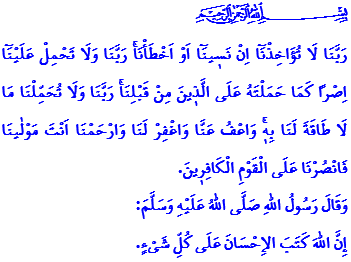 بِسْمِ اللّٰهِ الرَّحْمٰنِ الرَّحِيمِ
رَبَّنَا لَا تُؤَاخِذْنَٓا اِنْ نَسٖينَٓا اَوْ اَخْطَأْنَاۚ رَبَّنَا وَلَا تَحْمِلْ عَلَيْنَٓا
اِصْراً كَمَا حَمَلْتَهُ عَلَى الَّذٖينَ مِنْ قَبْلِنَاۚ رَبَّنَا وَلَا تُحَمِّلْنَا مَا
لَا طَاقَةَ لَنَا بِهٖۚ وَاعْفُ عَنَّا وَاغْفِرْ لَنَا وَارْحَمْنَا اَنْتَ مَوْلٰينَا
فَانْصُرْنَا عَلَى الْقَوْمِ الْكَافِرٖينَ.
وَقَالَ رَسُولُ اللّٰهِ صَلَّى اللّٰهُ عَلَيْهِ وَسَلَّمَ:
إِنَّ اللّٰهَ كَتَبَ الإِحْسَانَ عَلَى كُلِّ شَيْءٍ.